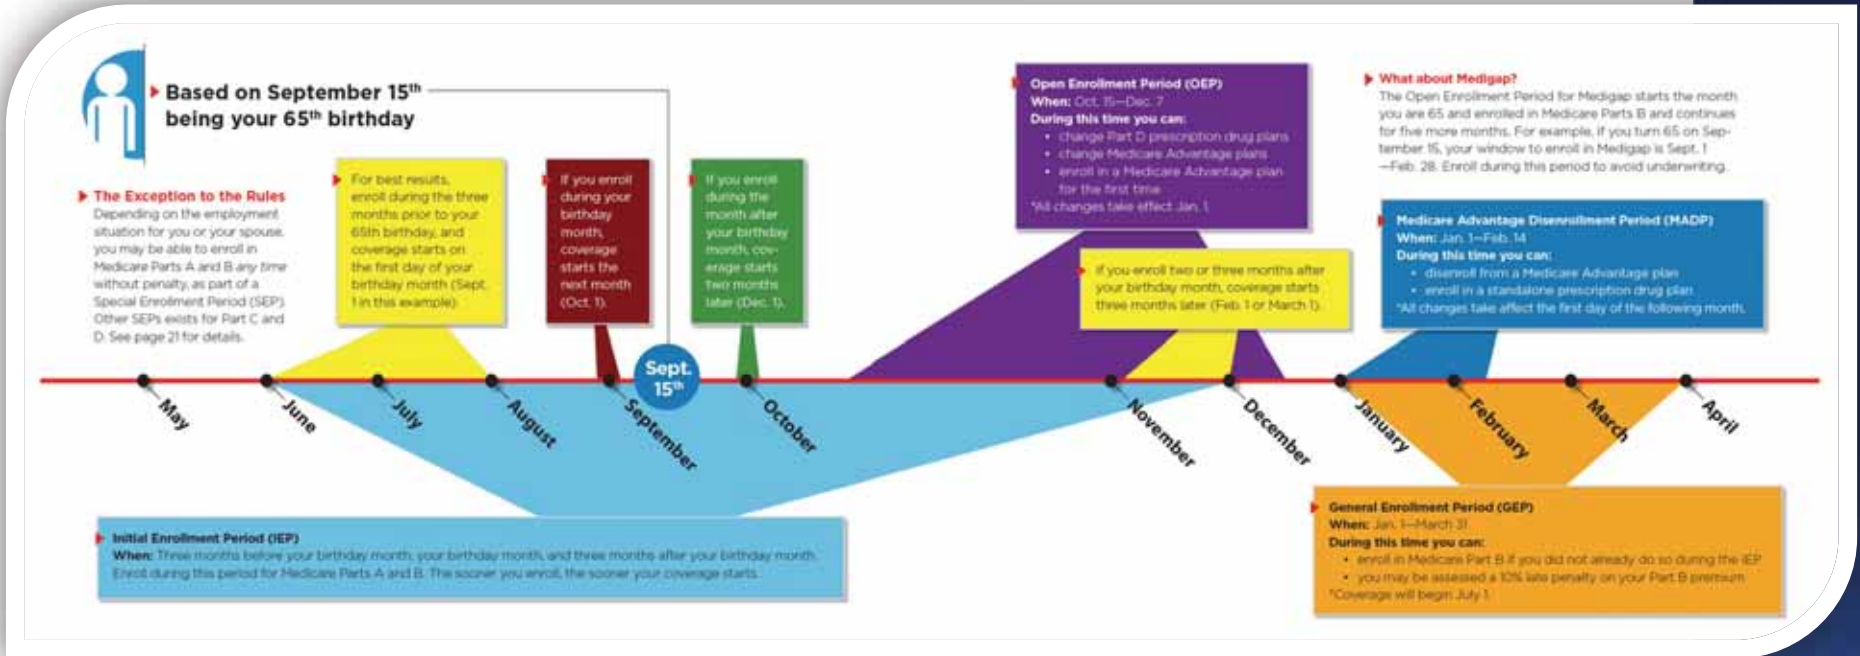 Based on September 15th
being your 65th birthday
The Exception to the Rules
Depending on the employment
situation for you or your spouse,
you may be able to enroll in
Medicare Parts A and B any time
without penalty, as part of a
Special Enrollment Period (SEP).
Other SEPs exists for Part C and
D. See page 21 for details.
For best results,
enroll during the three
months prior to your
65th birthday, and
coverage starts on
the first day of your
birthday month (Sept.
1 in this example).
If you enroll
during your
birthday
month,
coverage
starts the
next month
(Oct. 1).
If you enroll
during the
month after
your birthday
month, cov-
erage starts
two months
later (Dec. 1).
Open Enrollment Period (OEP)
When: Oct. 15—Dec. 7
During this time you can:
• change Part D prescription drug plans
• change Medicare Advantage plans
• enroll in a Medicare Advantage plan
for the first time
*All changes take effect Jan. 1.
If you enroll two or three months after
your birthday month, coverage starts
three months later (Feb. 1 or March 1).
What about Medigap?
The Open Enrollment Period for Medigap starts the month
you are 65 and enrolled in Medicare Parts B and continues
for five more months. For example, if you turn 65 on Sep-
tember 15, your window to enroll in Medigap is Sept. 1
—Feb. 28. Enroll during this period to avoid underwriting.
Medicare Advantage Disenrollment Period (MADP)
When: Jan. 1—Feb. 14
During this time you can:
• disenroll from a Medicare Advantage plan
• enroll in a standalone prescription drug plan
*All changes take affect the first day of the following month.
Sept.
15th
May
June
July
August
September
October
November
December
January
February
March
April
Initial Enrollment Period (IEP)
When: Three months before your birthday month, your birthday month, and three months after your birthday month.
Enroll during this period for Medicare Parts A and B. The sooner you enroll, the sooner your coverage starts.
General Enrollment Period (GEP)
When: Jan. 1—March 31
During this time you can:
• enroll in Medicare Part B if you did not already do so during the IEP
• you may be assessed a 10% late penalty on your Part B premium
*Coverage will begin July 1.